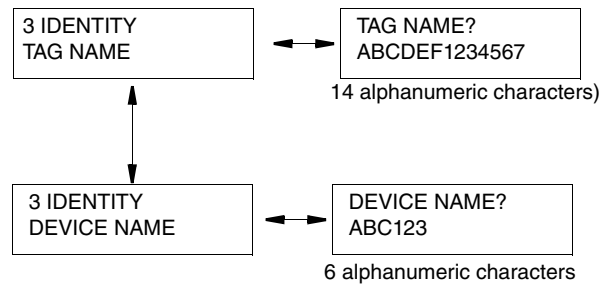 3 IDENTITY
TAG NAME
TAG NAME?
ABCDEF1234567
14 alphanumeric characters)
3 IDENTITY
DEVICE NAME
DEVICE NAME?
ABC123
6 alphanumeric characters